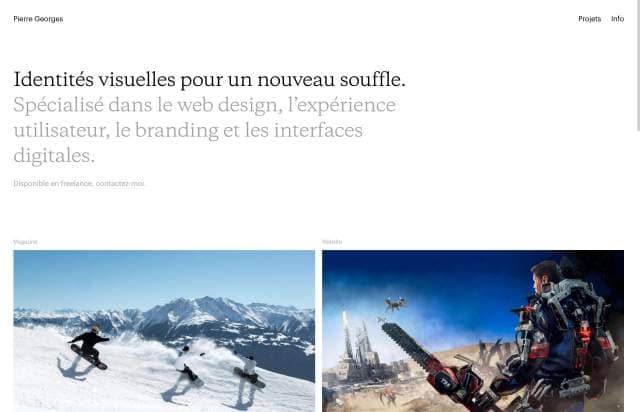 Pierre Georges
Projets
Info
Identités visuelles pour un nouveau souffle.
Spécialisé dans le web design, l’expérience
utilisateur, le branding et les interfaces
digitales.
Disponible en freelance, contactez-moi.
Magazine
Website